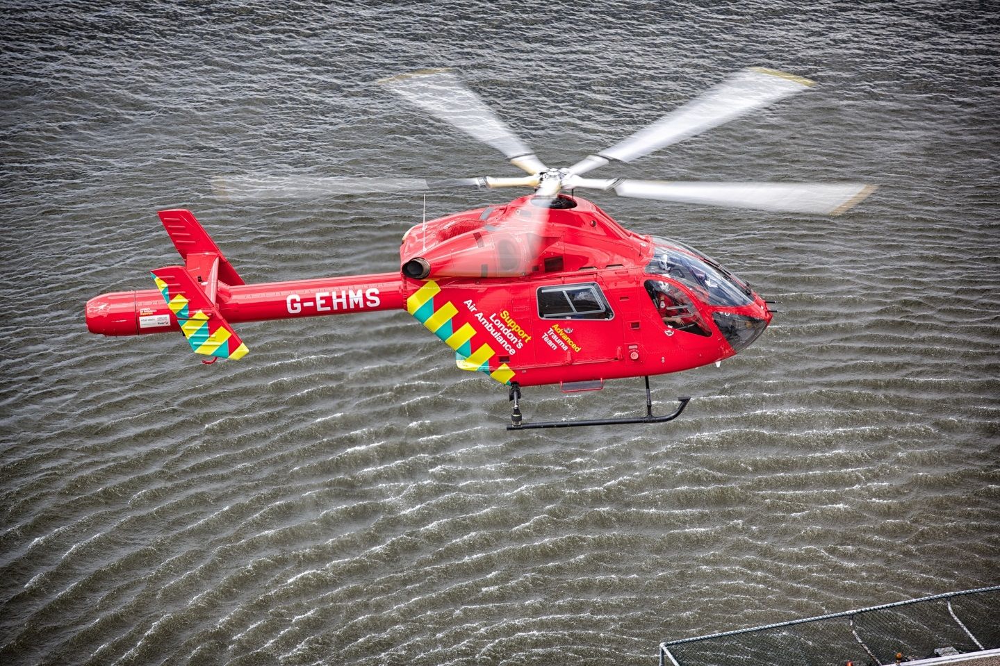 G-EHMS
Support
London's
Air Ambulance
Advanced
Trauma
Team